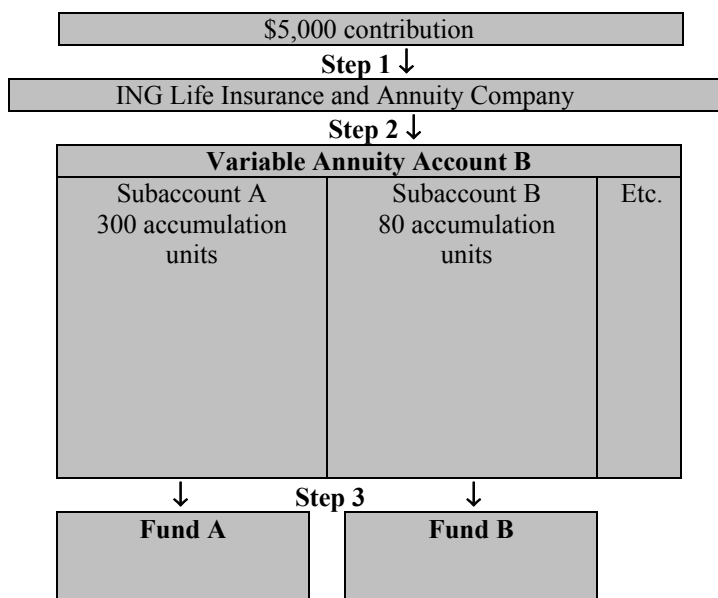 $5,000 contribution
Step 1 ↓
ING Life Insurance and Annuity Company
Step 2 ↓
Variable Annuity Account B
Subaccount A
300 accumulation
units
Subaccount B
80 accumulation
units
Etc.
↓ Step 3 ↓
Fund A
Fund B